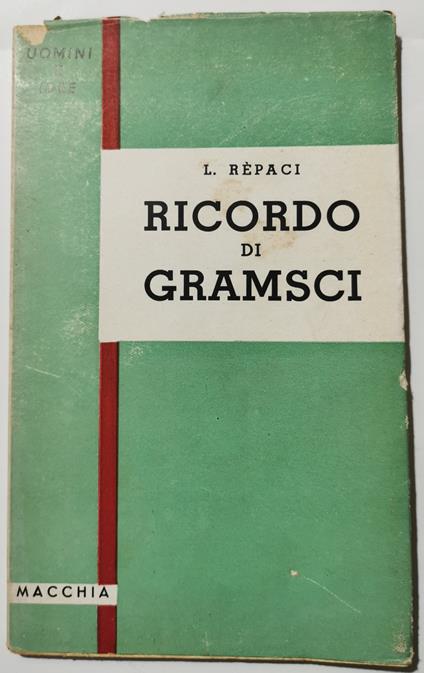 UOMINI
E
IDEE
L. RÈPACI
RICORDO
DI
GRAMSCI
MACCHIA